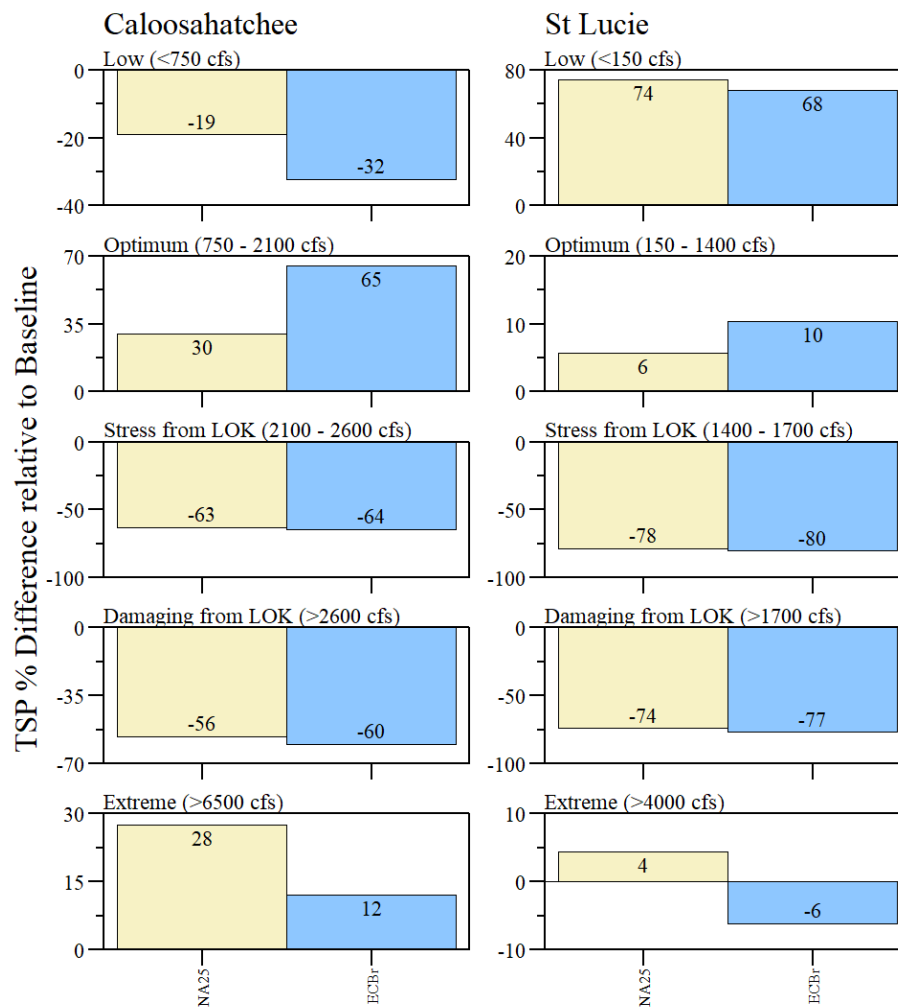 Caloosahatchee
St Lucie
TSP % Difference relative to Baseline
Low (<750 cfs)
0
-20
-40
-19
-32
Low (<150 cfs)
80
40
0
74
68
Optimum (750 - 2100 cfs)
70
35
0
30
65
Optimum (150 - 1400 cfs)
20
10
0
6
10
Stress from LOK (2100 - 2600 cfs)
0
-50
-100
-63
-64
Stress from LOK (1400 - 1700 cfs)
0
-50
-100
-78
-80
Damaging from LOK (>2600 cfs)
0
-35
-70
-56
-60
Damaging from LOK (>1700 cfs)
0
-50
-100
-74
-77
Extreme (>6500 cfs)
30
15
0
28
12
Extreme (>4000 cfs)
10
0
-10
4
-6
NA25
ECBr
NA25
ECBr